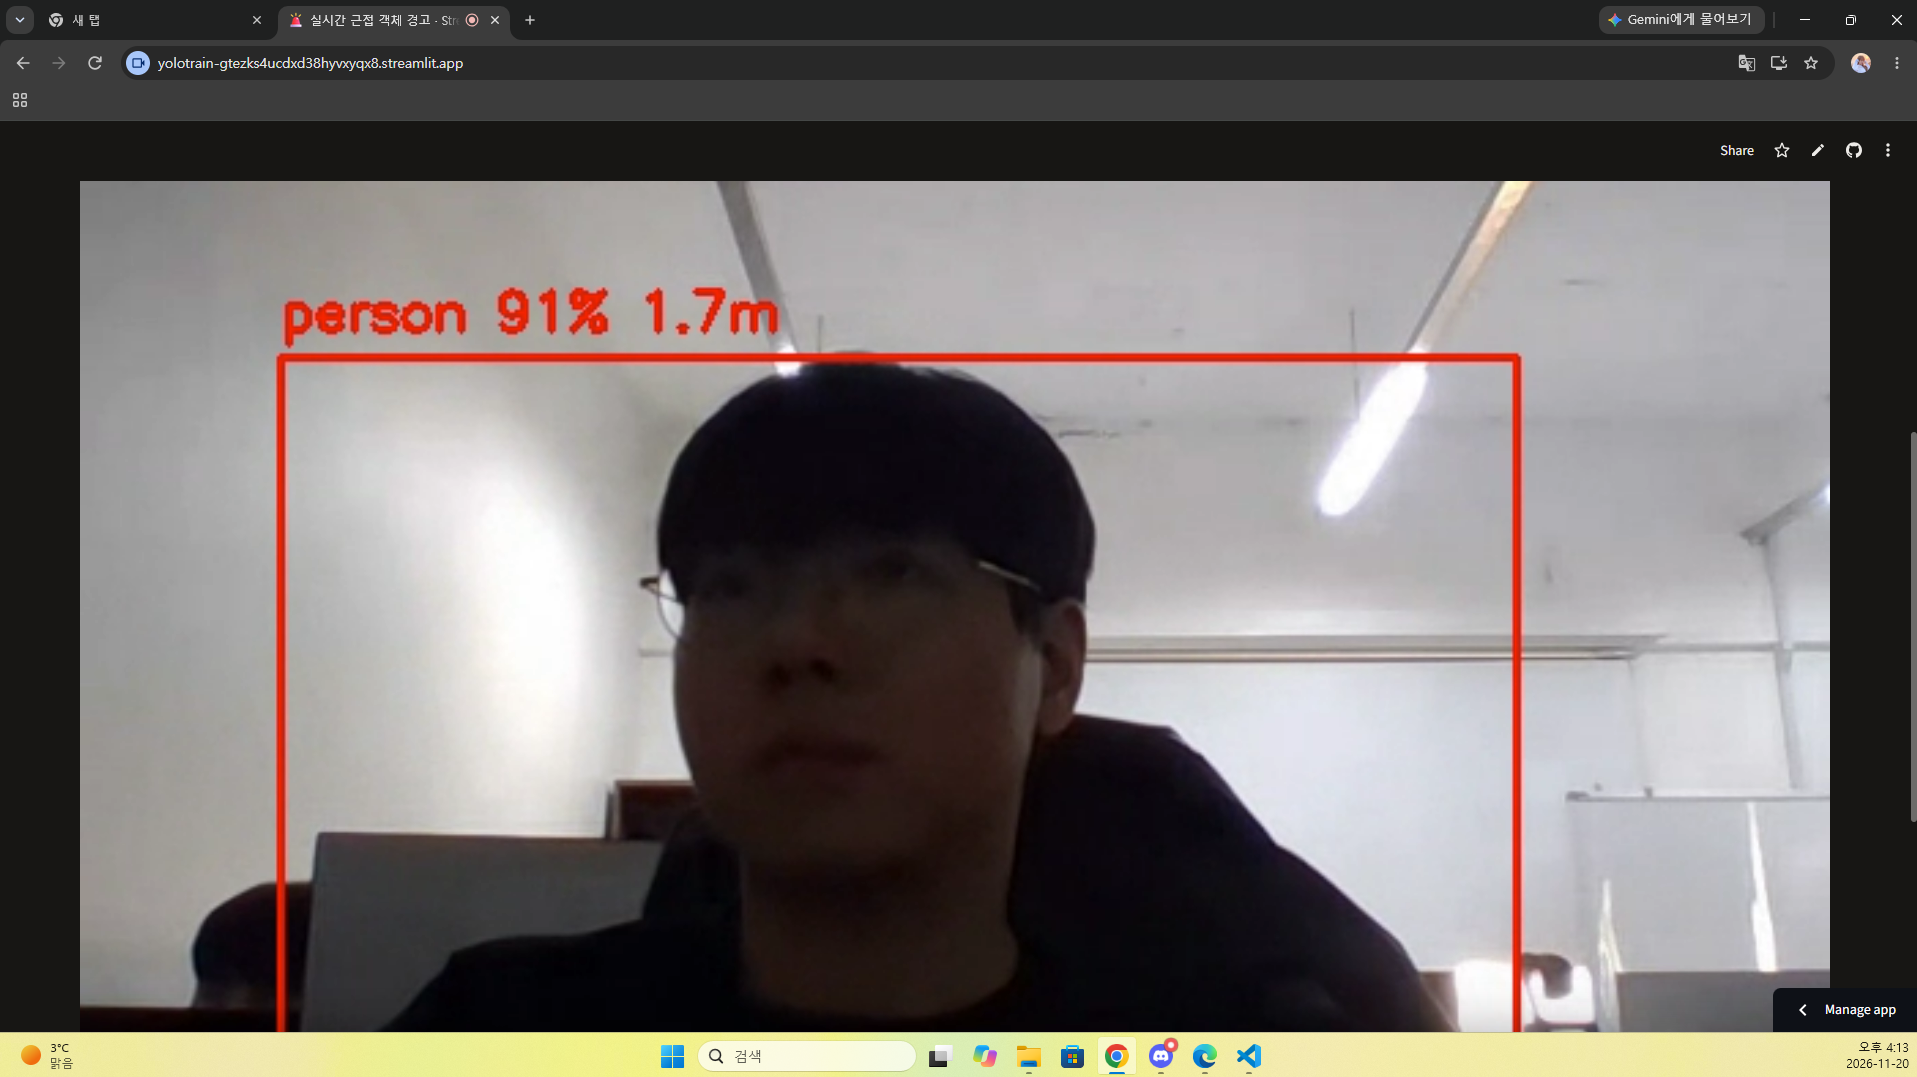 새 탭
실시간 근접 객체 경고 · Str
Gemini에게 물어보기
yolotrain-gtezks4ucdxd38hyvxyqx8.streamlit.app
Share
person 91% 1.7m
Manage app
3°C
맑음
검색
오후 4:13
2026-11-20